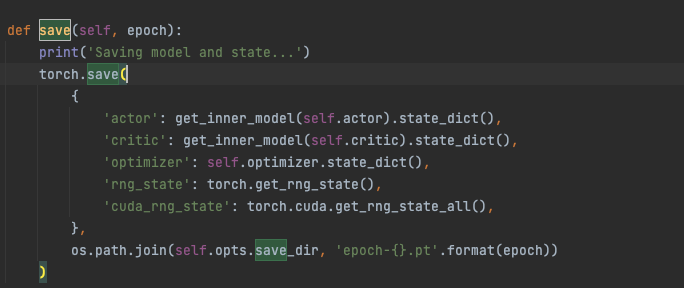 def save(self, epoch):
    print('Saving model and state...')
    torch.save(
        {
            'actor': get_inner_model(self.actor).state_dict(),
            'critic': get_inner_model(self.critic).state_dict(),
            'optimizer': self.optimizer.state_dict(),
            'rng_state': torch.get_rng_state(),
            'cuda_rng_state': torch.cuda.get_rng_state_all(),
        },
        os.path.join(self.opts.save_dir, 'epoch-{}.pt'.format(epoch))
    )